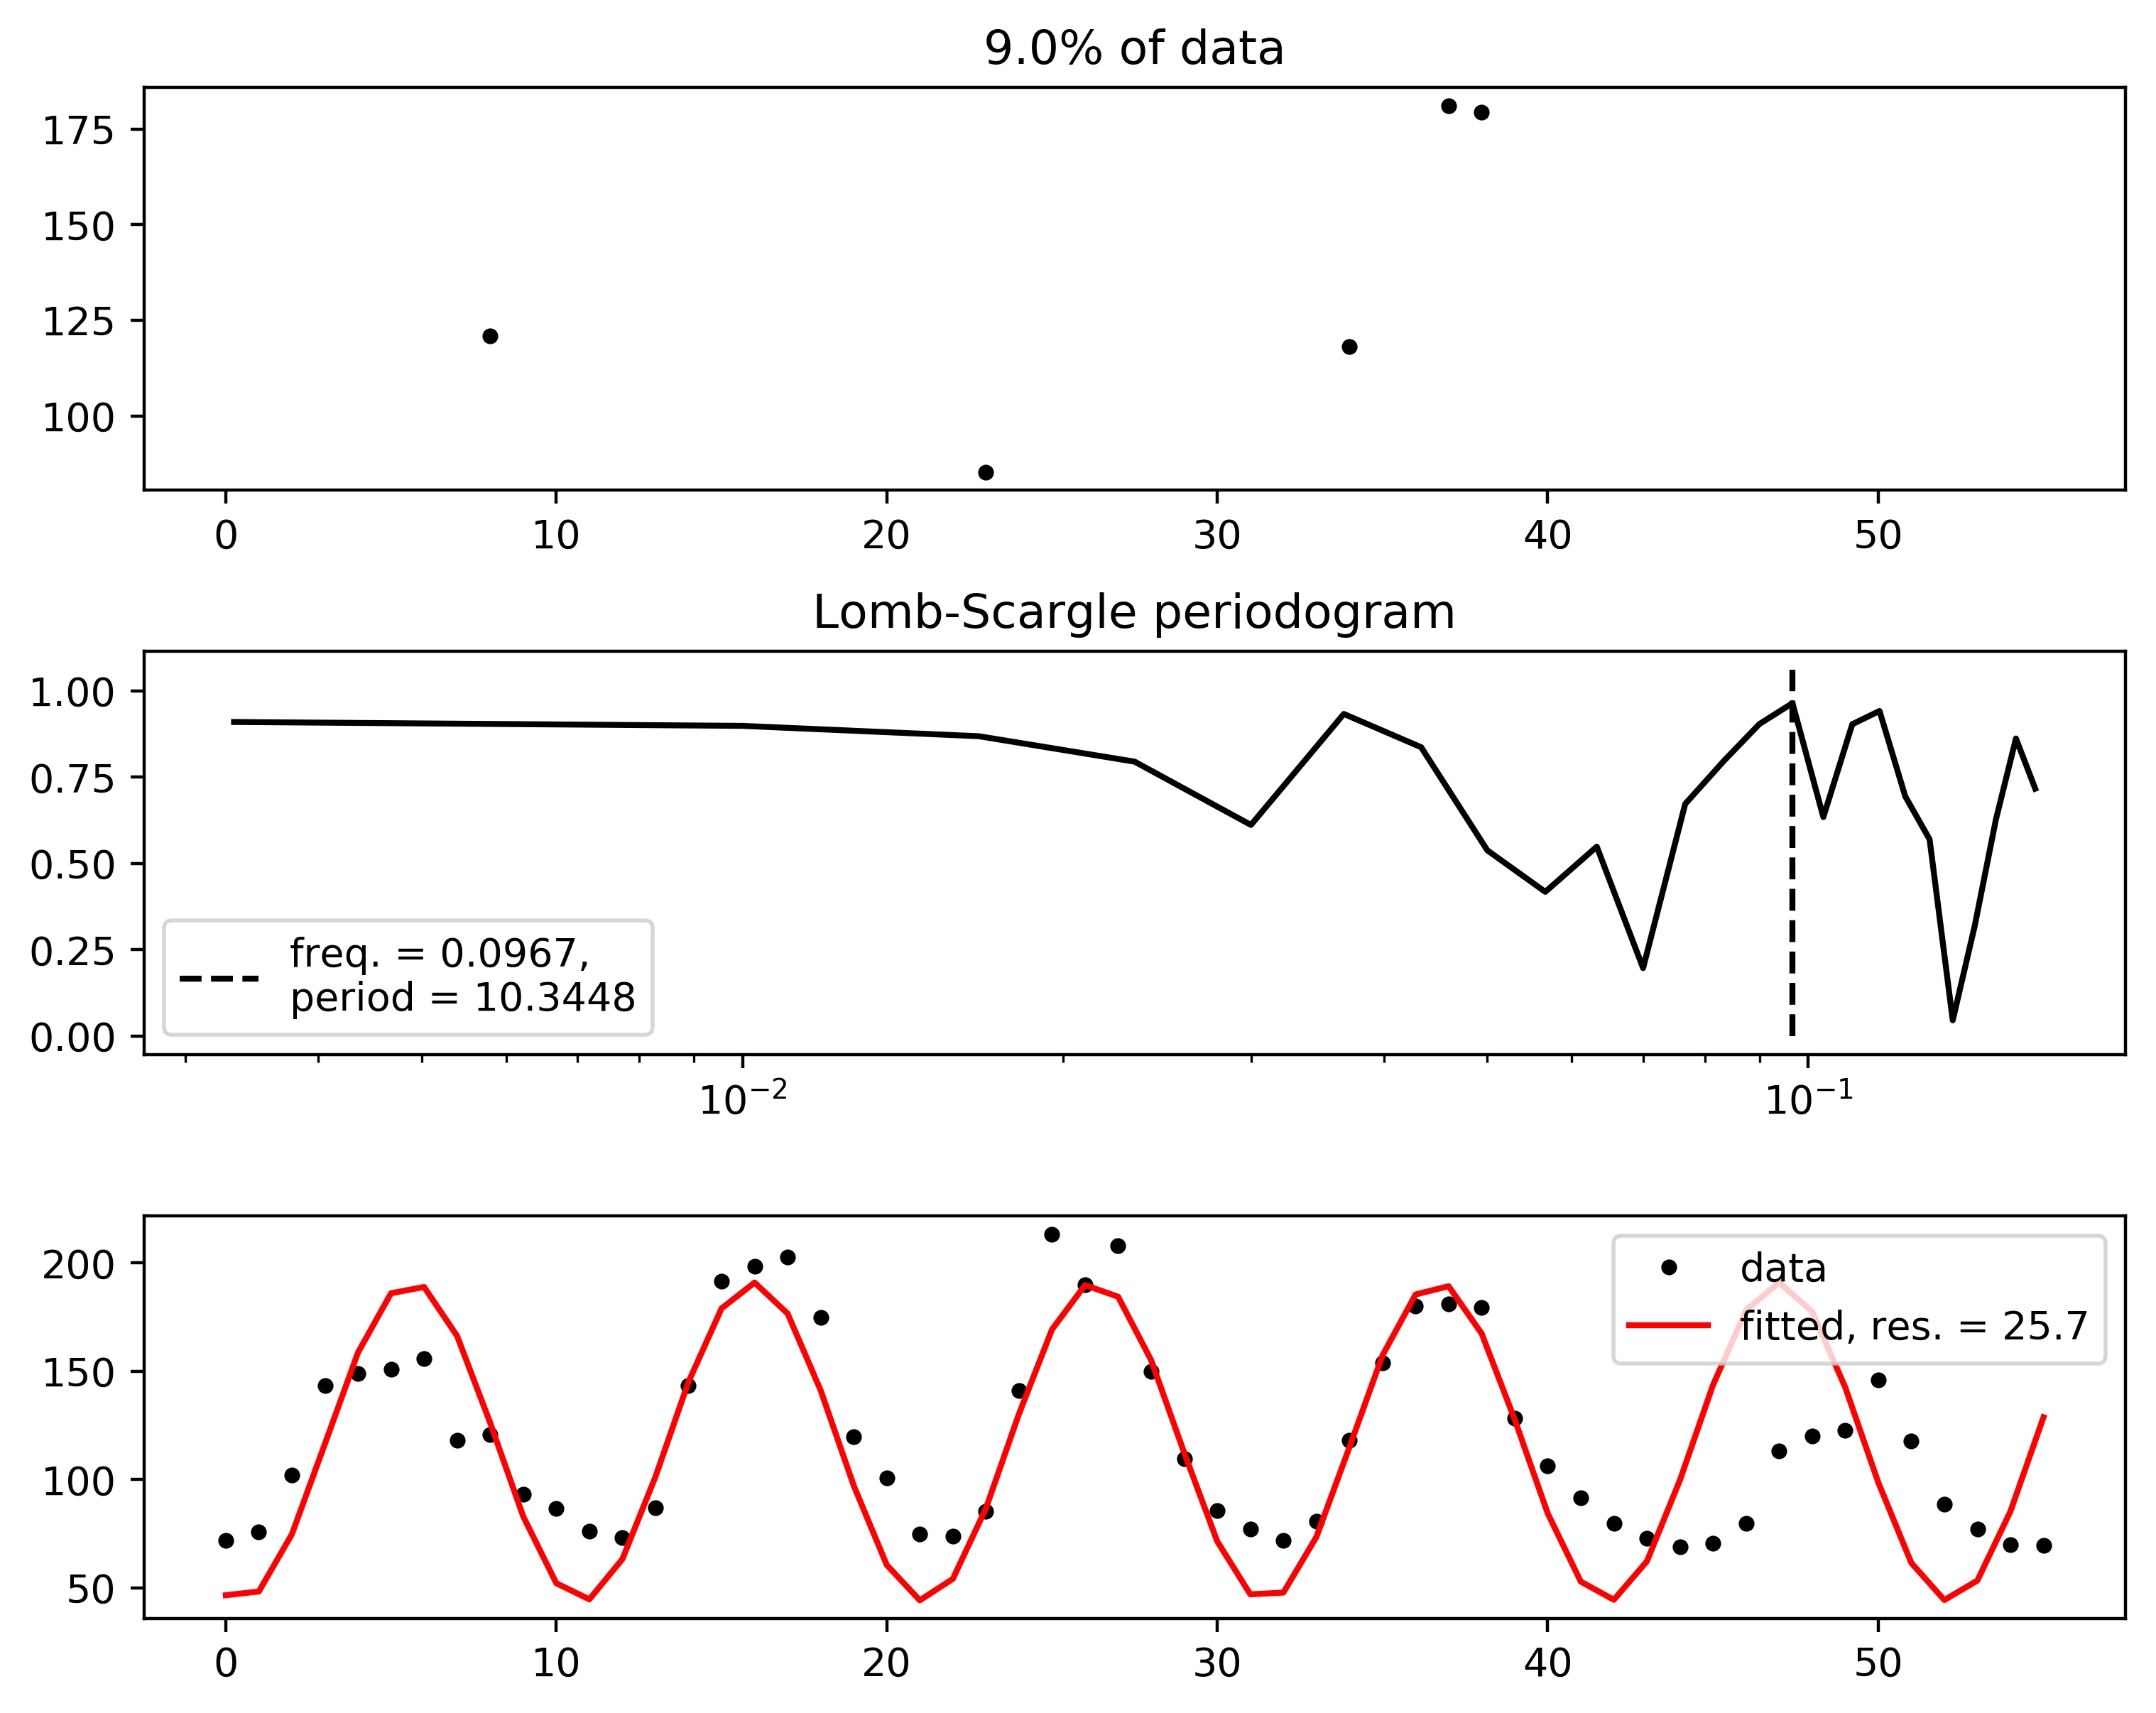 9.0% of data
175
150
125
100
0 10 20 30 40 50
Lomb-Scargle periodogram
1.00
0.75
0.50
0.25
0.00
freq. = 0.0967,
period = 10.3448
10⁻² 10⁻¹
200
150
100
50
data
fitted, res. = 25.7
0 10 20 30 40 50